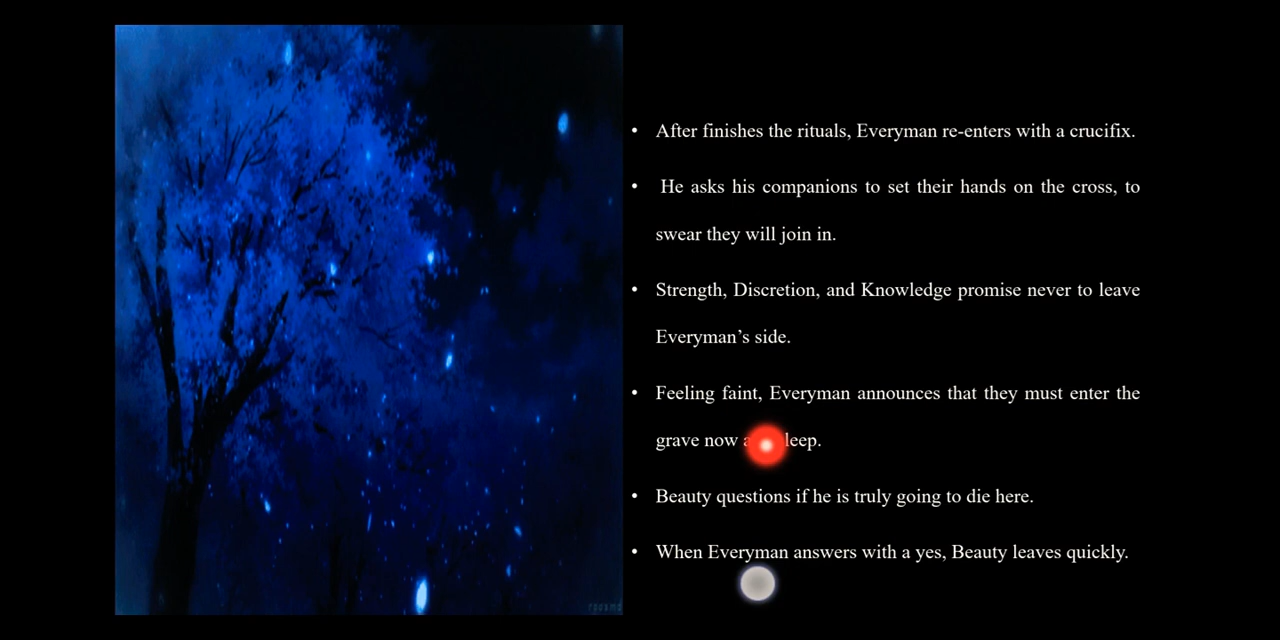 • After finishes the rituals, Everyman re-enters with a crucifix.
• He asks his companions to set their hands on the cross, to
swear they will join in.
• Strength, Discretion, and Knowledge promise never to leave
Everyman’s side.
• Feeling faint, Everyman announces that they must enter the
grave now
• Beauty questions if he is truly going to die here.
• When Everyman answers with a yes, Beauty leaves quickly.